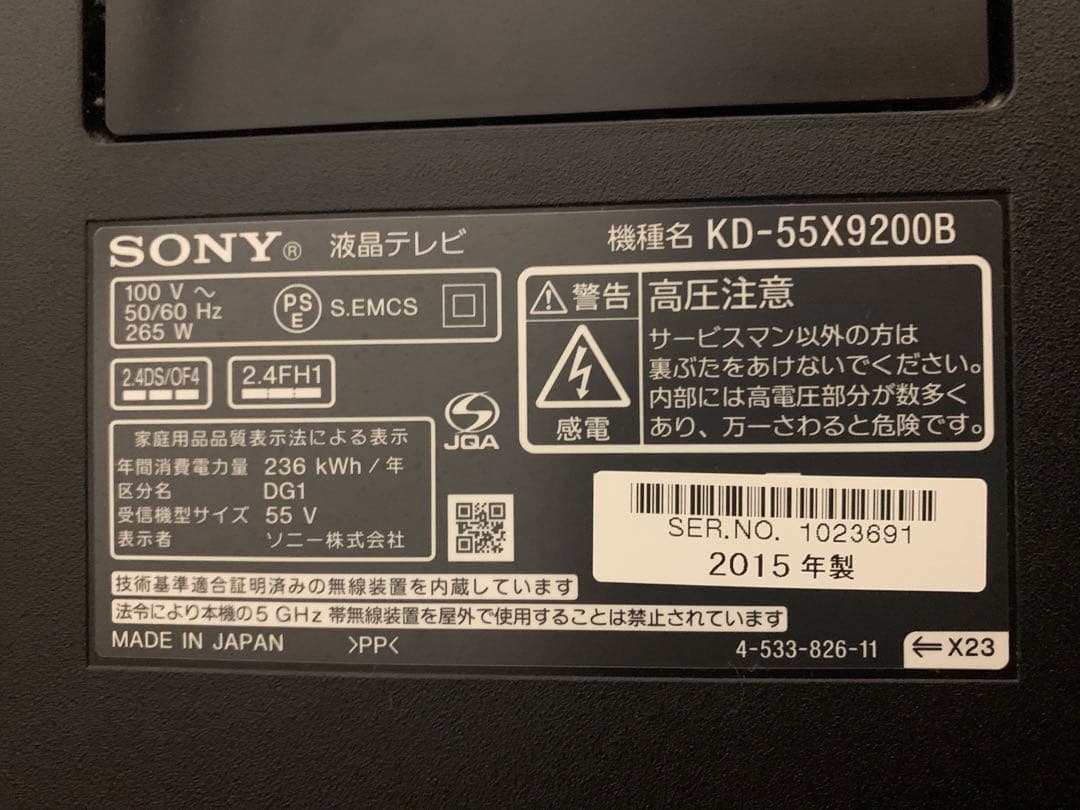 SONY® 液晶テレビ
機種名 KD-55X9200B
100 V ～
50/60 Hz
265 W
PSE
S.EMCS
2.4DS/OF4
2.4FH1
家庭用品品質表示法による表示
年間消費電力量 236 kWh / 年
区分名 DG1
受信機型サイズ 55 V
表示者 ソニー株式会社
JQA
警告
感電
高圧注意
サービスマン以外の方は
裏ぶたをあけないでください。
内部には高電圧部分が数多く
あり、万一さわると危険です。
SER.NO. 1023691
2015 年製
技術基準適合証明済みの無線装置を内蔵しています
法令により本機の5 GHz 帯無線装置を屋外で使用することは禁止されています
MADE IN JAPAN >PP< 4-533-826-11 ⇐X23